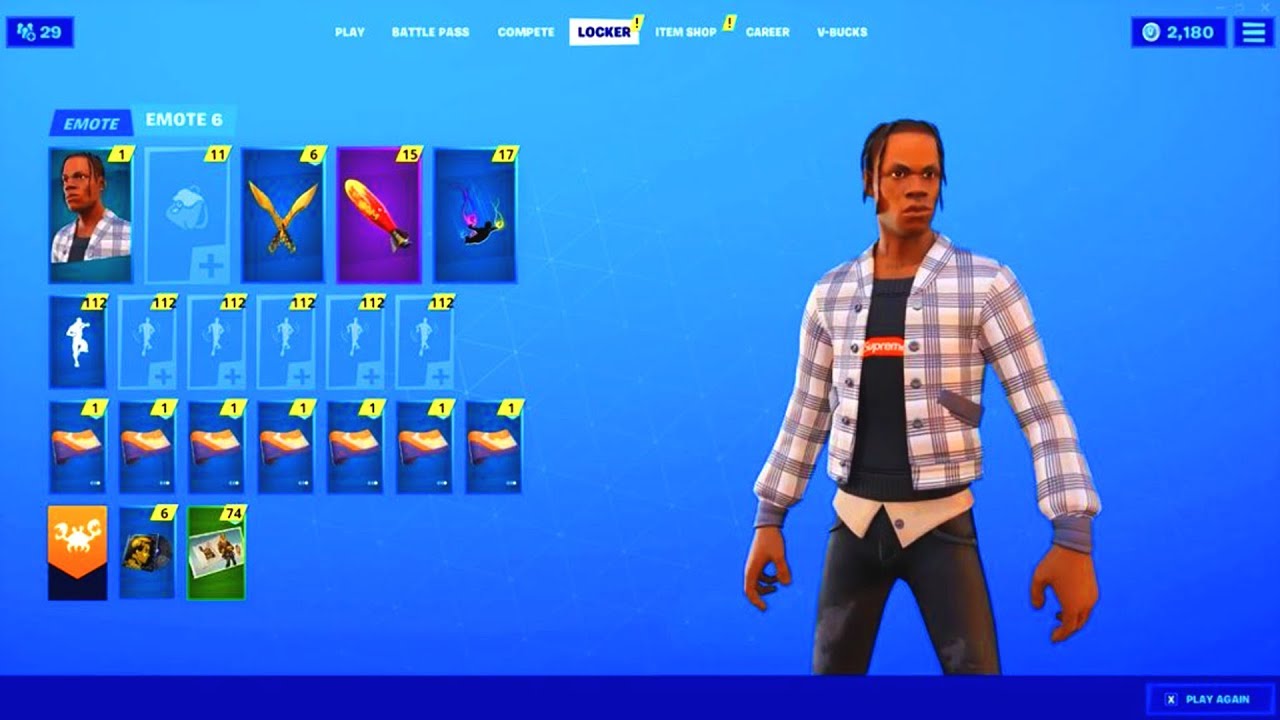 29
PLAY
BATTLE PASS
COMPETE
LOCKER
!
ITEM SHOP
!
CAREER
V-BUCKS
2,180
EMOTE
EMOTE 6
1
11
6
15
17
112
112
112
112
112
112
1
1
1
1
1
1
1
6
74
Supreme
X PLAY AGAIN